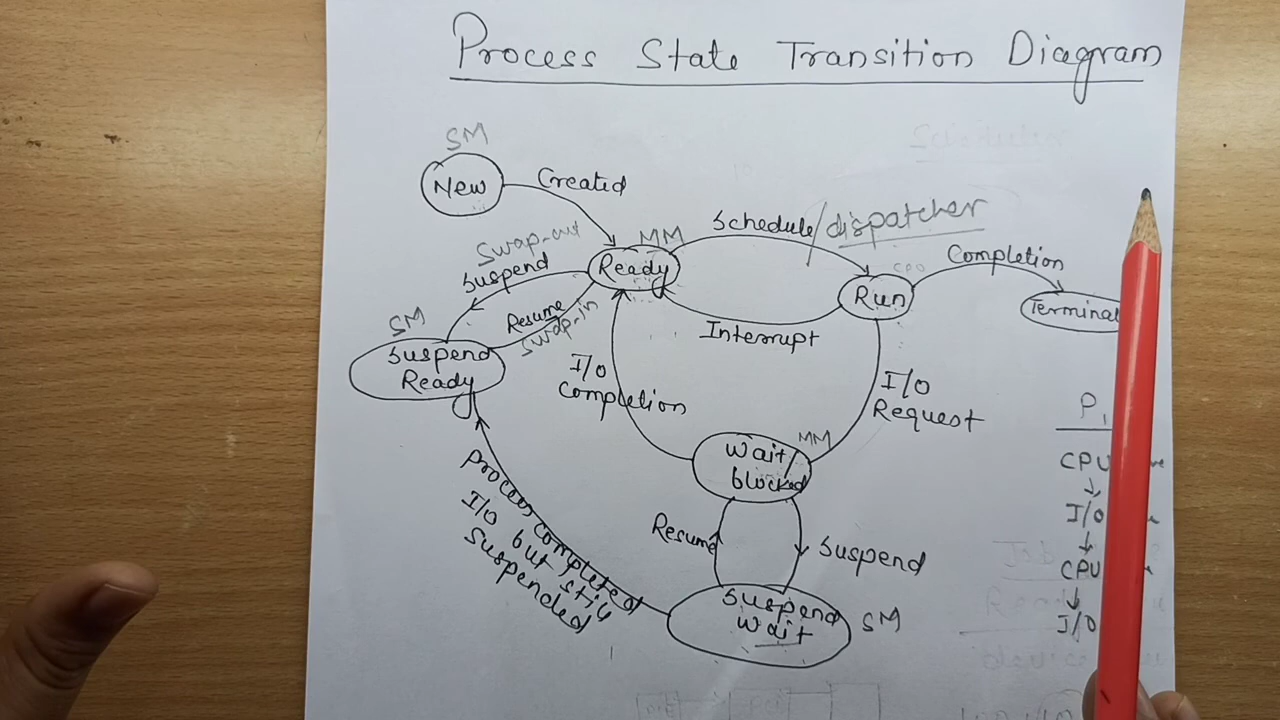 Process State Transition Diagram
SM
New
Created
Swap-out
Suspend
MM
Ready
Schedule/dispatcher
CPU
Run
Completion
Terminat
Resume
Swap-in
SM
Suspend
Ready
Interrupt
I/O
Completion
I/O
Request
MM
Wait/
blocked
Resume
Suspend
Suspend
Wait
SM
process completed
I/O but still
Suspended
P1
CPU
I/O
CPU
I/O